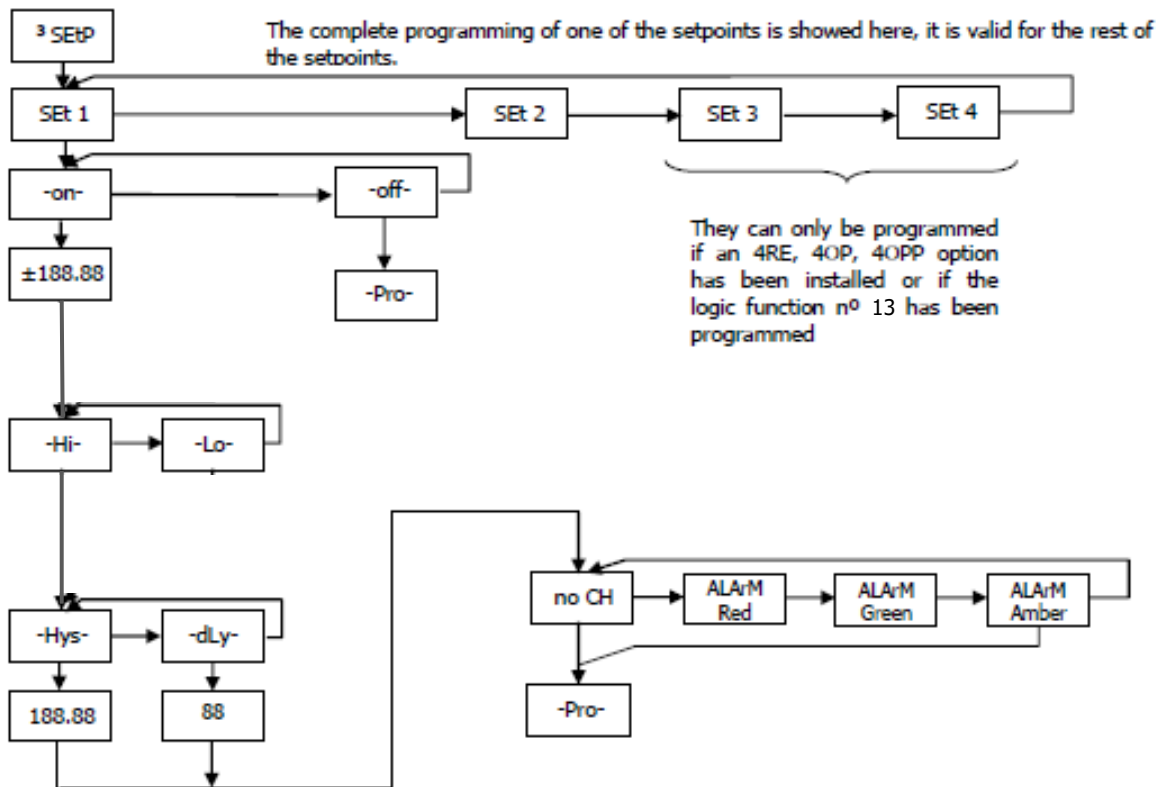 ³ SEtP
The complete programming of one of the setpoints is showed here, it is valid for the rest of
the setpoints.
SEt 1
SEt 2
SEt 3
SEt 4
-on-
-off-
±188.88
-Pro-
They can only be programmed
if an 4RE, 4OP, 4OPP option
has been installed or if the
logic function nº 13 has been
programmed
-Hi-
-Lo-
no CH
ALArM
Red
ALArM
Green
ALArM
Amber
-Hys-
-dLy-
188.88
88
-Pro-